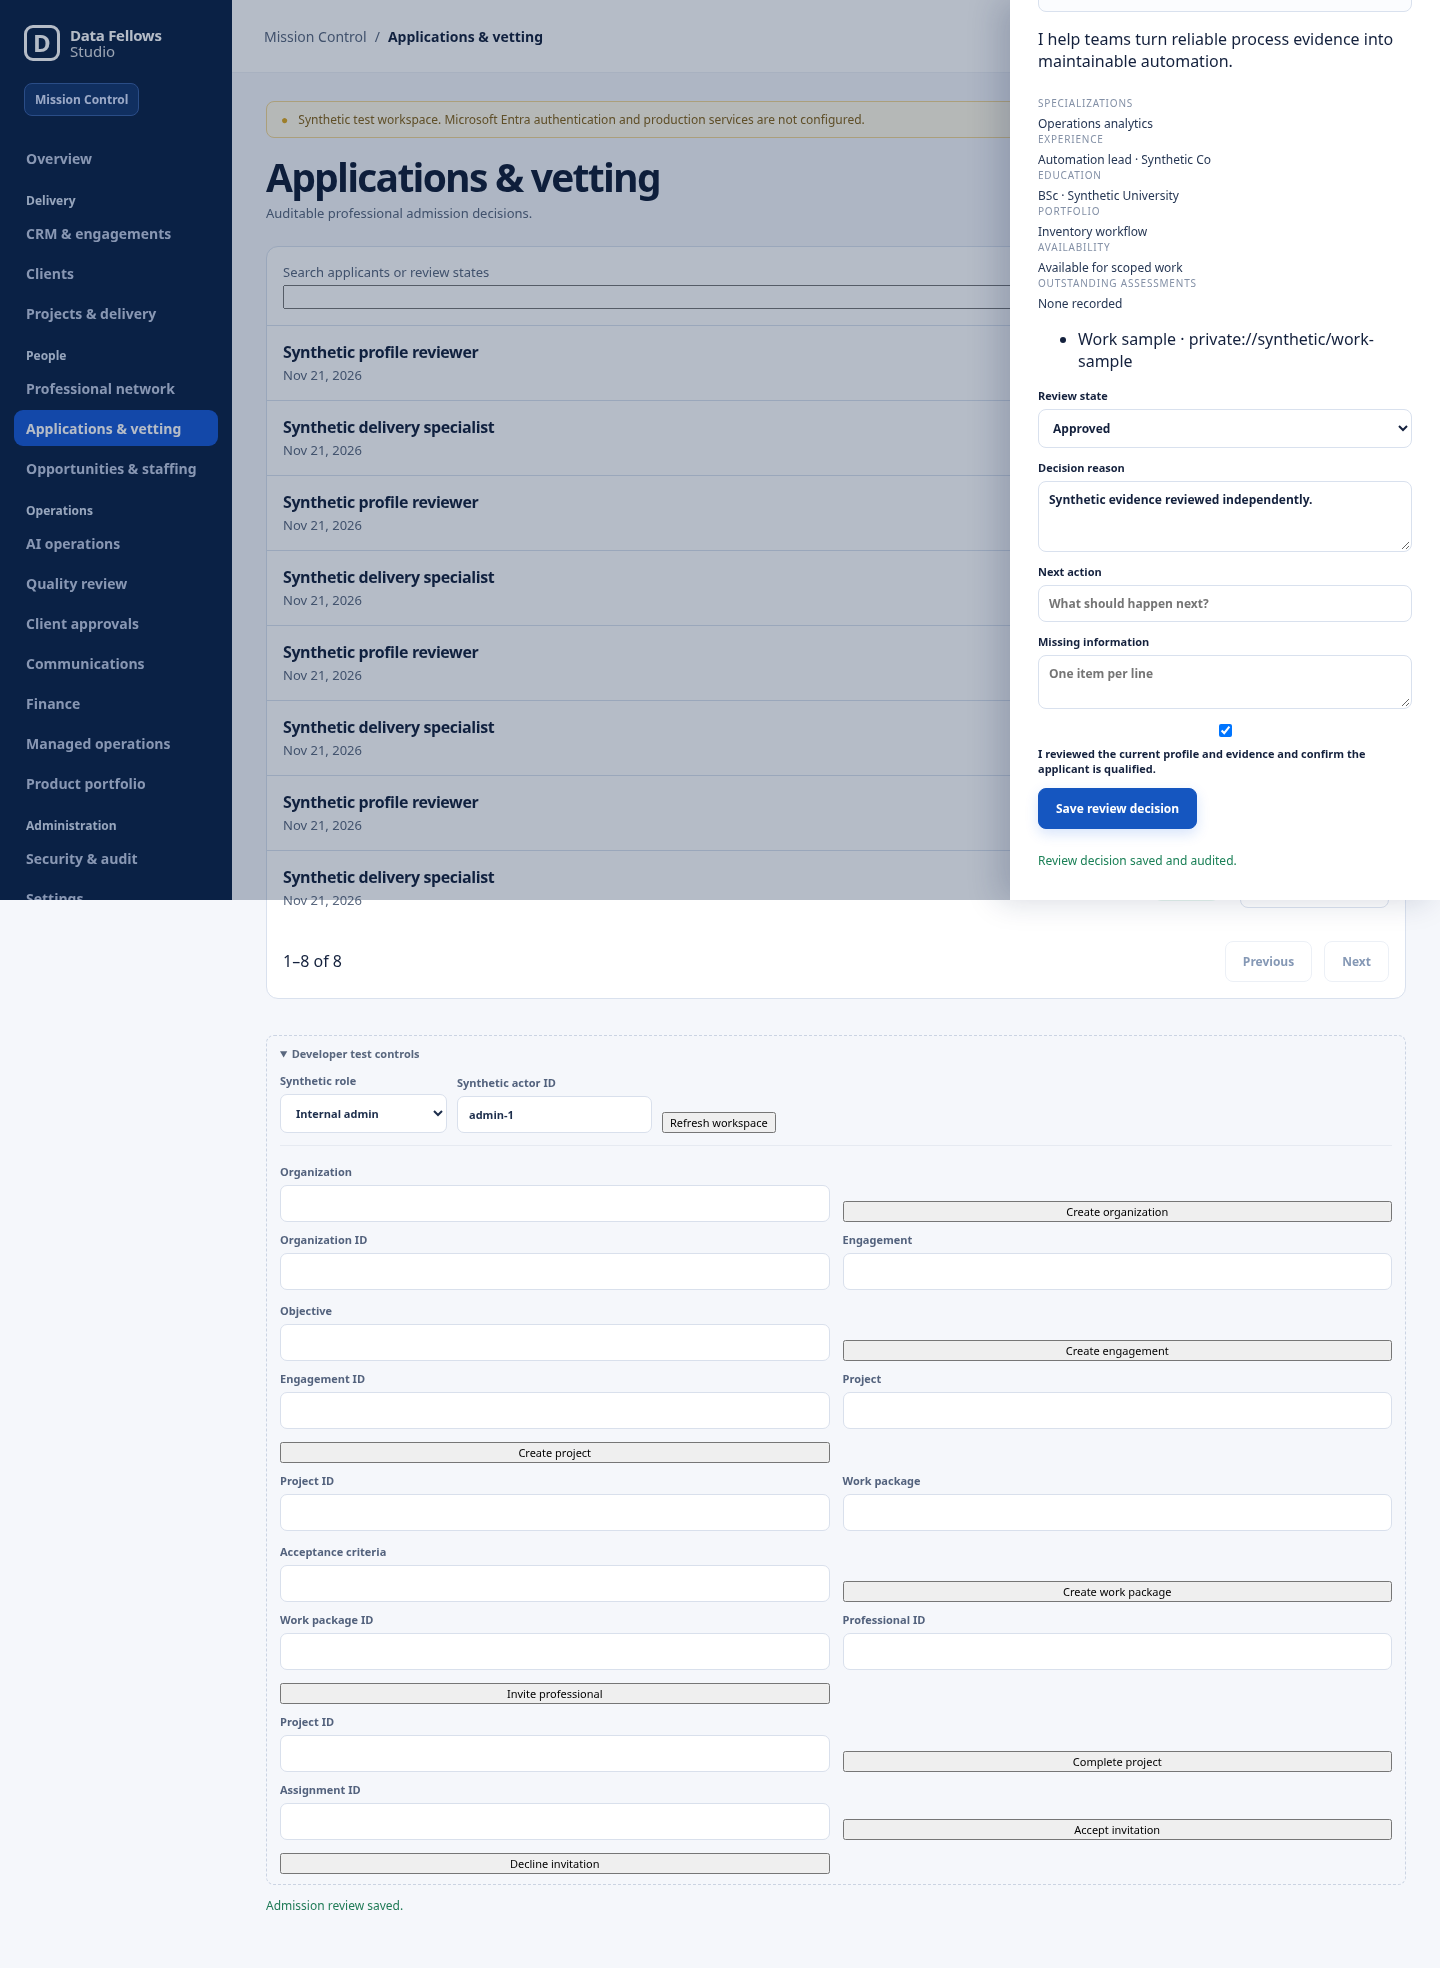 D
Data Fellows
Studio
Mission Control
Overview
Delivery
CRM & engagements
Clients
Projects & delivery
People
Professional network
Applications & vetting
Opportunities & staffing
Operations
AI operations
Quality review
Client approvals
Communications
Finance
Managed operations
Product portfolio
Administration
Security & audit
Settings
Mission Control / Applications & vetting
Synthetic test workspace. Microsoft Entra authentication and production services are not configured.
Applications & vetting
Auditable professional admission decisions.
Search applicants or review states
Synthetic profile reviewer
Nov 21, 2026
Synthetic delivery specialist
Nov 21, 2026
Synthetic profile reviewer
Nov 21, 2026
Synthetic delivery specialist
Nov 21, 2026
Synthetic profile reviewer
Nov 21, 2026
Synthetic delivery specialist
Nov 21, 2026
Synthetic profile reviewer
Nov 21, 2026
Synthetic delivery specialist
Nov 21, 2026
1–8 of 8
Previous
Next
I help teams turn reliable process evidence into
maintainable automation.
SPECIALIZATIONS
Operations analytics
EXPERIENCE
Automation lead · Synthetic Co
EDUCATION
BSc · Synthetic University
PORTFOLIO
Inventory workflow
AVAILABILITY
Available for scoped work
OUTSTANDING ASSESSMENTS
None recorded
• Work sample · private://synthetic/work-
sample
Review state
Approved
Decision reason
Synthetic evidence reviewed independently.
Next action
What should happen next?
Missing information
One item per line
I reviewed the current profile and evidence and confirm the
applicant is qualified.
Save review decision
Review decision saved and audited.
▼ Developer test controls
Synthetic role
Synthetic actor ID
Internal admin
admin-1
Refresh workspace
Organization
Create organization
Organization ID
Engagement
Objective
Create engagement
Engagement ID
Project
Create project
Project ID
Work package
Acceptance criteria
Create work package
Work package ID
Professional ID
Invite professional
Project ID
Complete project
Assignment ID
Accept invitation
Decline invitation
Admission review saved.